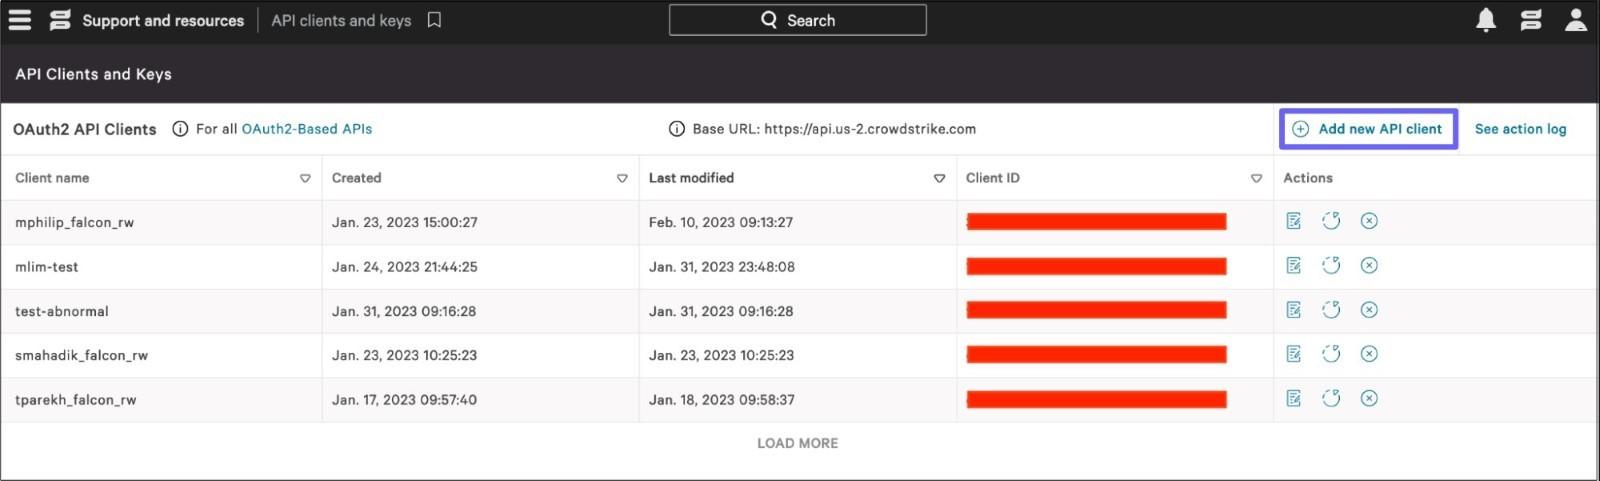 Support and resources API clients and keys Search
API Clients and Keys
OAuth2 API Clients For all OAuth2-Based APIs Base URL: https://api.us-2.crowdstrike.com Add new API client See action log
Client name Created Last modified Client ID Actions
mphilip_falcon_rw Jan. 23, 2023 15:00:27 Feb. 10, 2023 09:13:27
mlim-test Jan. 24, 2023 21:44:25 Jan. 31, 2023 23:48:08
test-abnormal Jan. 31, 2023 09:16:28 Jan. 31, 2023 09:16:28
smahadik_falcon_rw Jan. 23, 2023 10:25:23 Jan. 23, 2023 10:25:23
tparekh_falcon_rw Jan. 17, 2023 09:57:40 Jan. 18, 2023 09:58:37
LOAD MORE